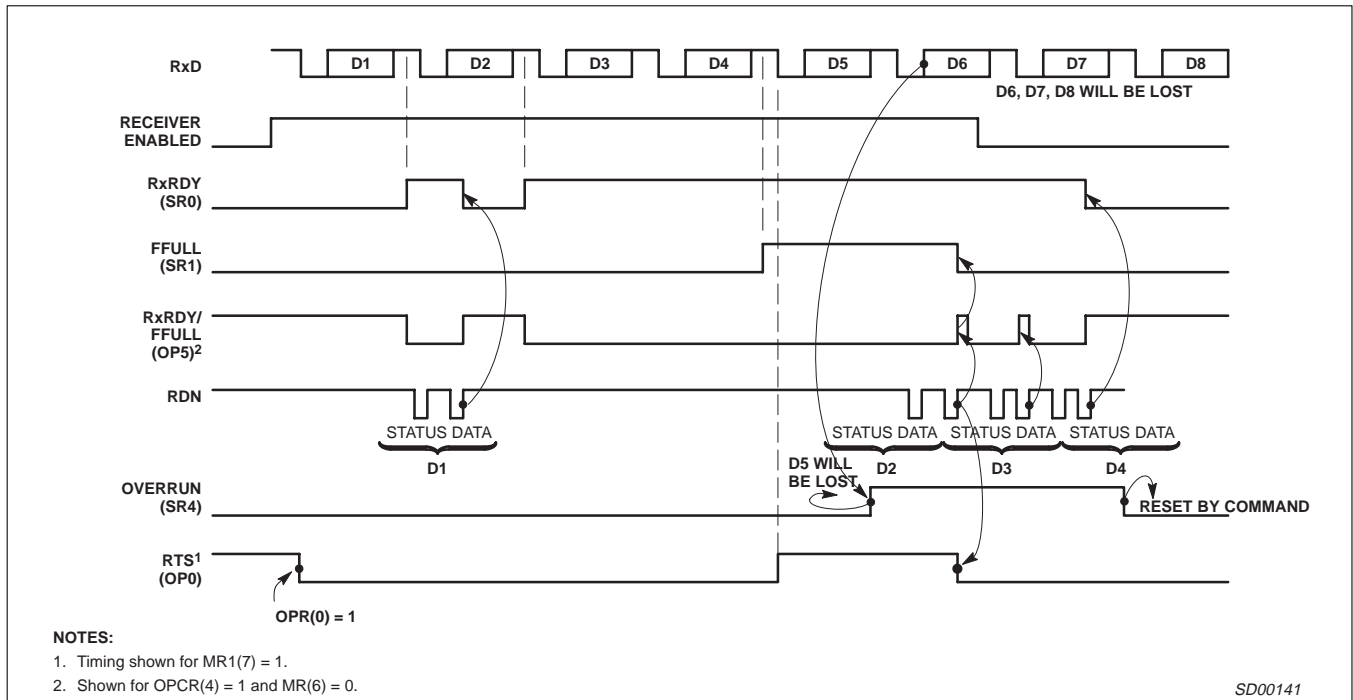 RxD
D1
D2
D3
D4
D5
D6
D7
D8
D6, D7, D8 WILL BE LOST
RECEIVER
ENABLED
RxRDY
(SR0)
FFULL
(SR1)
RxRDY/
FFULL
(OP5)2
RDN
STATUS DATA
D1
STATUS DATA
D2
STATUS DATA
D3
STATUS DATA
D4
D5 WILL
BE LOST
OVERRUN
(SR4)
RESET BY COMMAND
RTS1
(OP0)
OPR(0) = 1
NOTES:
1. Timing shown for MR1(7) = 1.
2. Shown for OPCR(4) = 1 and MR(6) = 0.
SD00141